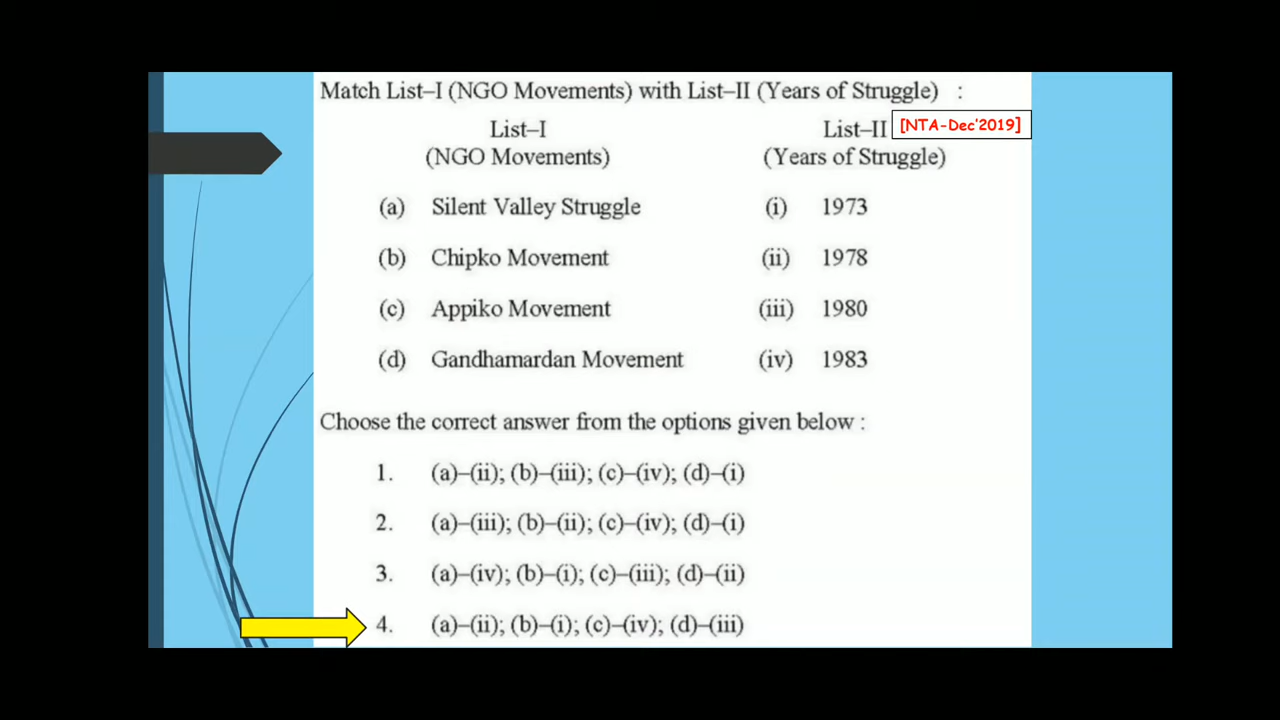 Match List–I (NGO Movements) with List–II (Years of Struggle) :
List–I List–II [NTA-Dec'2019]
(NGO Movements) (Years of Struggle)
(a) Silent Valley Struggle (i) 1973
(b) Chipko Movement (ii) 1978
(c) Appiko Movement (iii) 1980
(d) Gandhamardan Movement (iv) 1983
Choose the correct answer from the options given below :
1. (a)–(ii); (b)–(iii); (c)–(iv); (d)–(i)
2. (a)–(iii); (b)–(ii); (c)–(iv); (d)–(i)
3. (a)–(iv); (b)–(i); (c)–(iii); (d)–(ii)
4. (a)–(ii); (b)–(i); (c)–(iv); (d)–(iii)